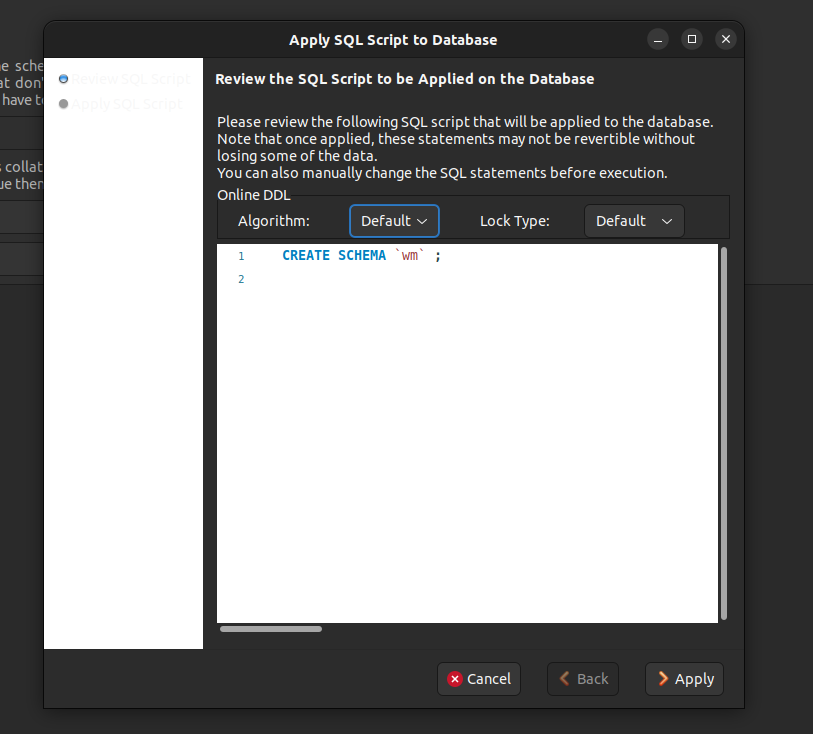 Apply SQL Script to Database
e sche
at don'
have to
s collat
ue then
Review SQL Script
Apply SQL Script
Review the SQL Script to be Applied on the Database
Please review the following SQL script that will be applied to the database.
Note that once applied, these statements may not be revertible without
losing some of the data.
You can also manually change the SQL statements before execution.
Online DDL
Algorithm: Default Lock Type: Default
1 CREATE SCHEMA `wm` ;
2
Cancel Back Apply